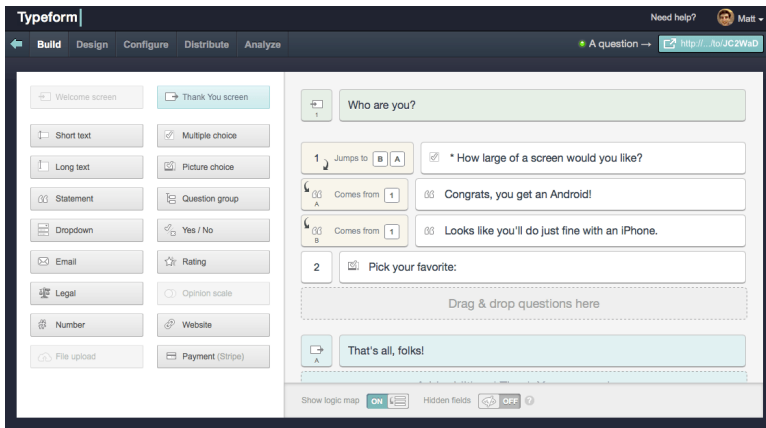 Typeform
Need help?
Matt
Build Design Configure Distribute Analyze
A question →
http://.../to/JC2WaD
Welcome screen
Thank You screen
Short text
Multiple choice
Long text
Picture choice
Statement
Question group
Dropdown
Yes / No
Email
Rating
Legal
Opinion scale
Number
Website
File upload
Payment (Stripe)
1
Who are you?
1 Jumps to B A
* How large of a screen would you like?
A Comes from 1
Congrats, you get an Android!
B Comes from 1
Looks like you'll do just fine with an iPhone.
2
Pick your favorite:
Drag & drop questions here
A
That's all, folks!
Show logic map ON
Hidden fields OFF ?